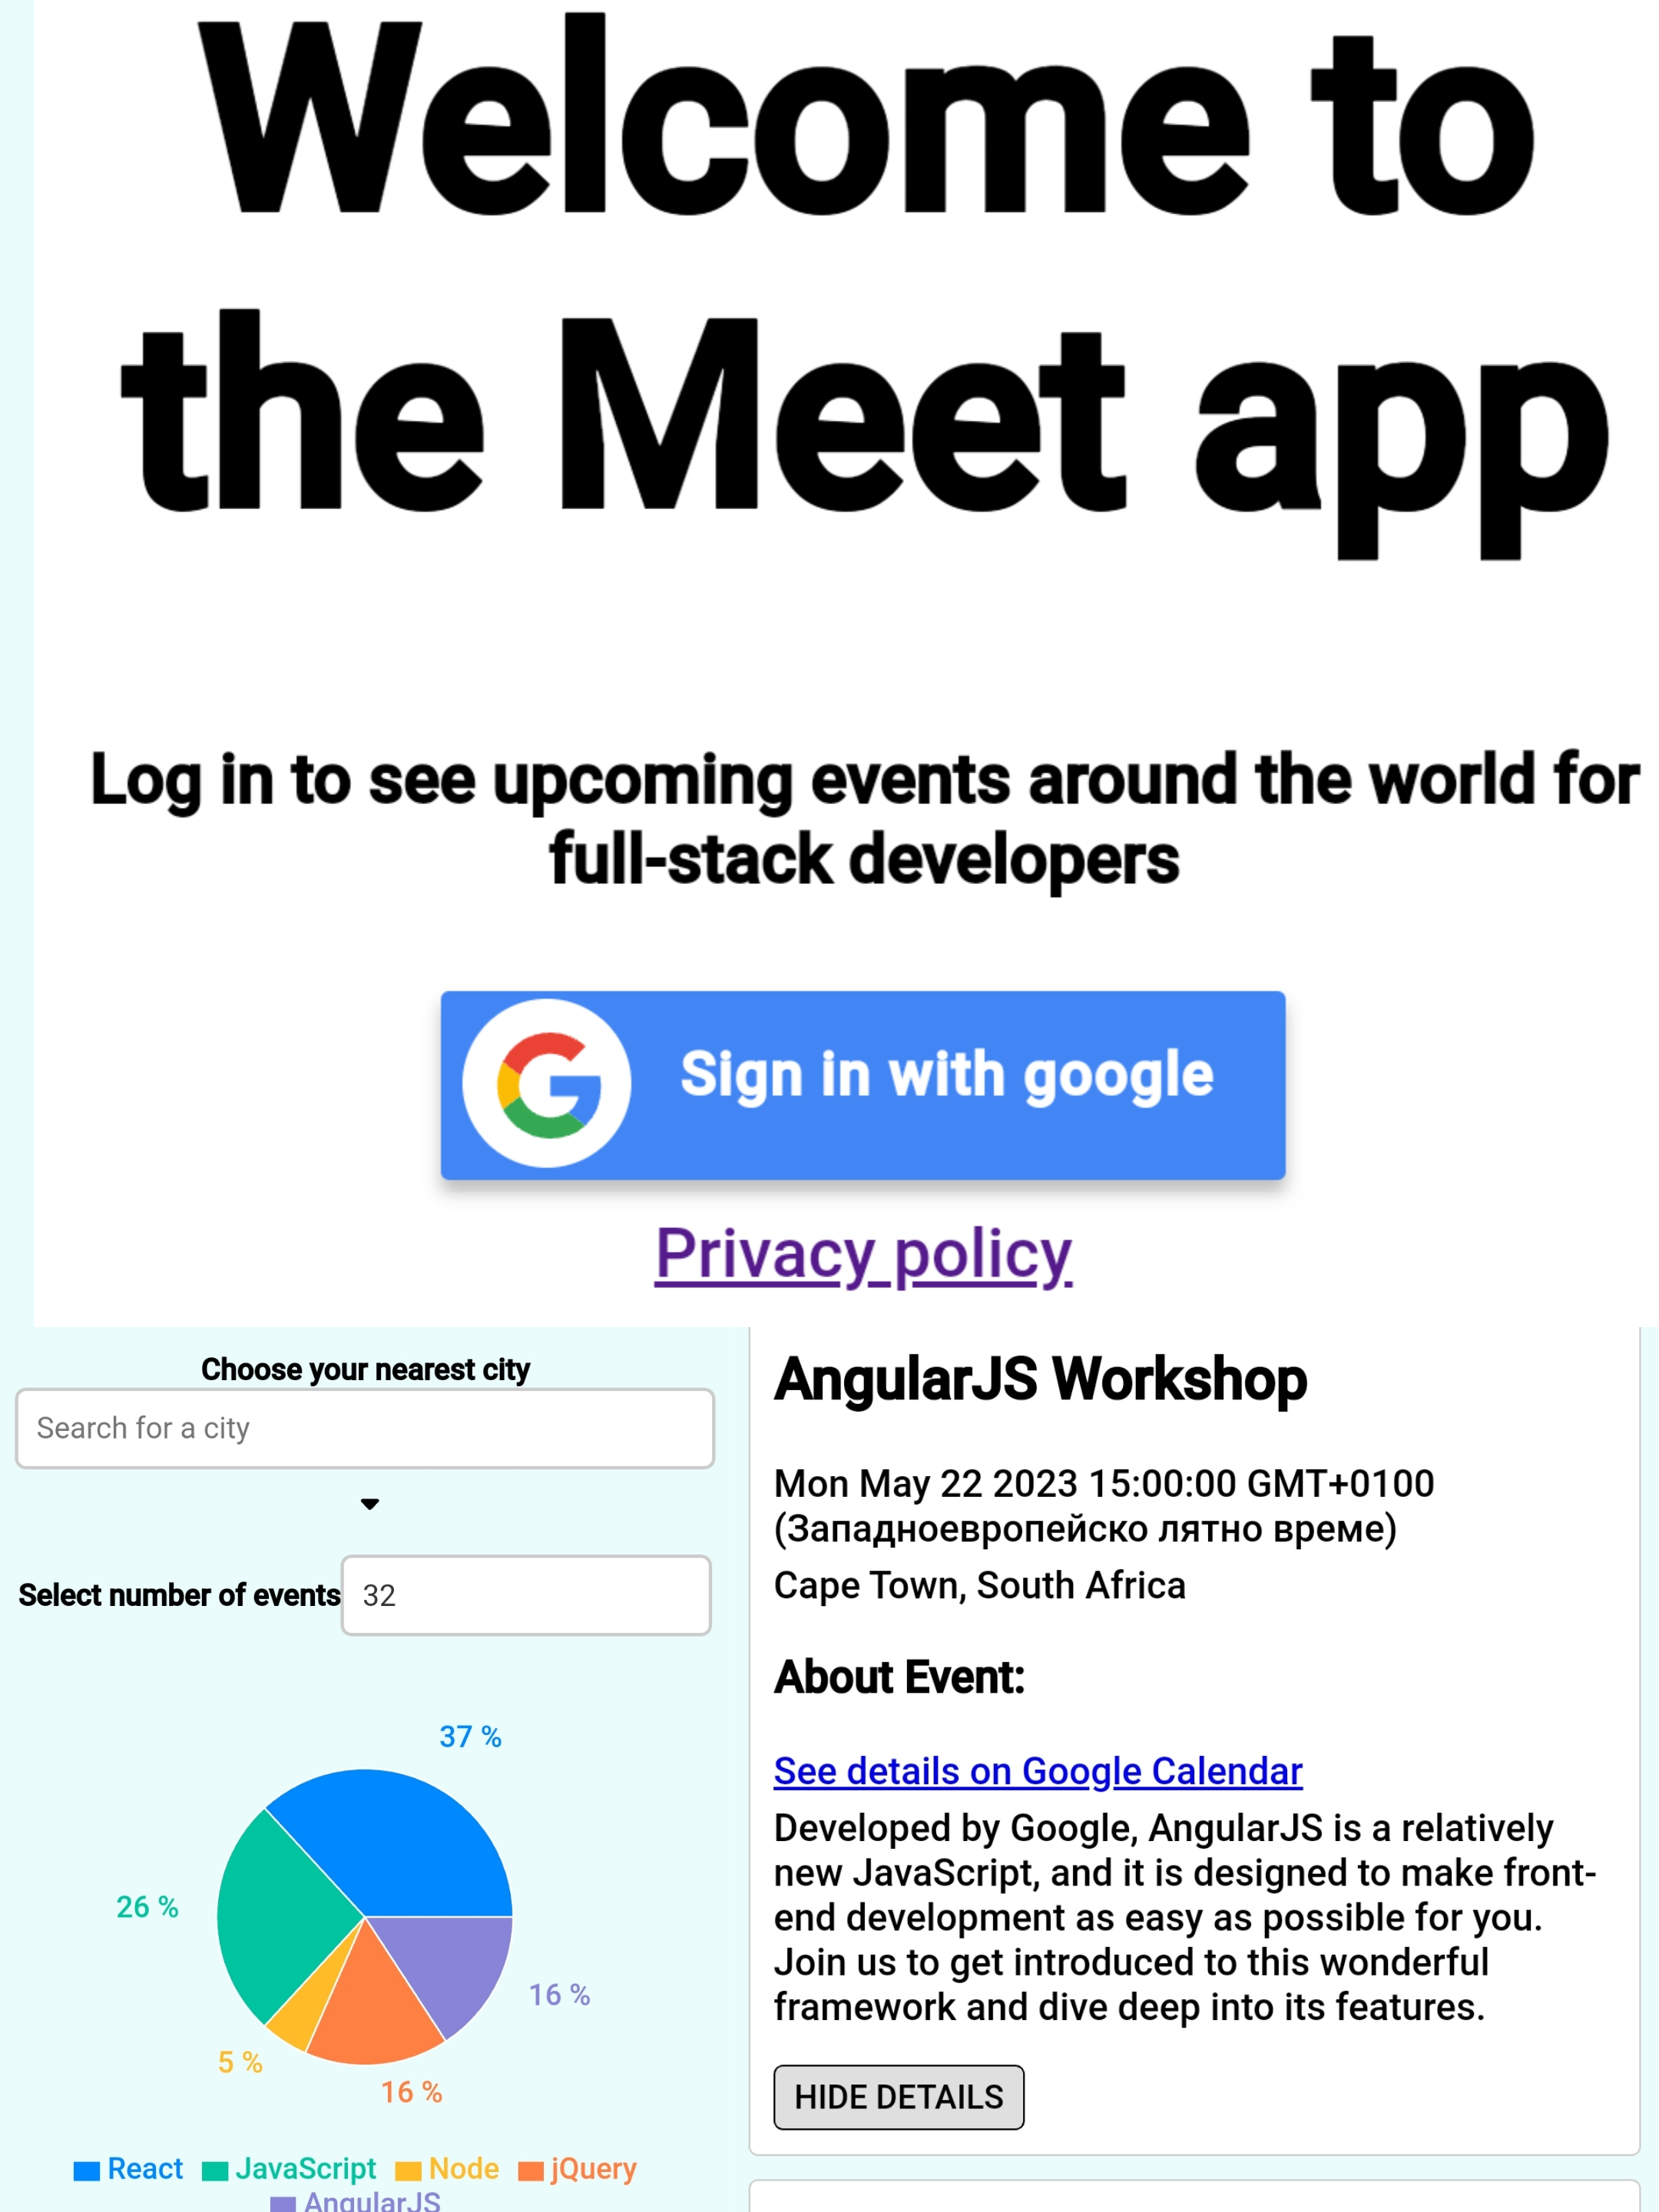 Welcome to
the Meet app
Log in to see upcoming events around the world for
full-stack developers
Sign in with google
Privacy policy
Choose your nearest city
Search for a city
Select number of events
32
37 %
26 %
16 %
5 %
16 %
React JavaScript Node jQuery
AngularJS
AngularJS Workshop
Mon May 22 2023 15:00:00 GMT+0100
(Западноевропейско лятно време)
Cape Town, South Africa
About Event:
See details on Google Calendar
Developed by Google, AngularJS is a relatively
new JavaScript, and it is designed to make front-
end development as easy as possible for you.
Join us to get introduced to this wonderful
framework and dive deep into its features.
HIDE DETAILS